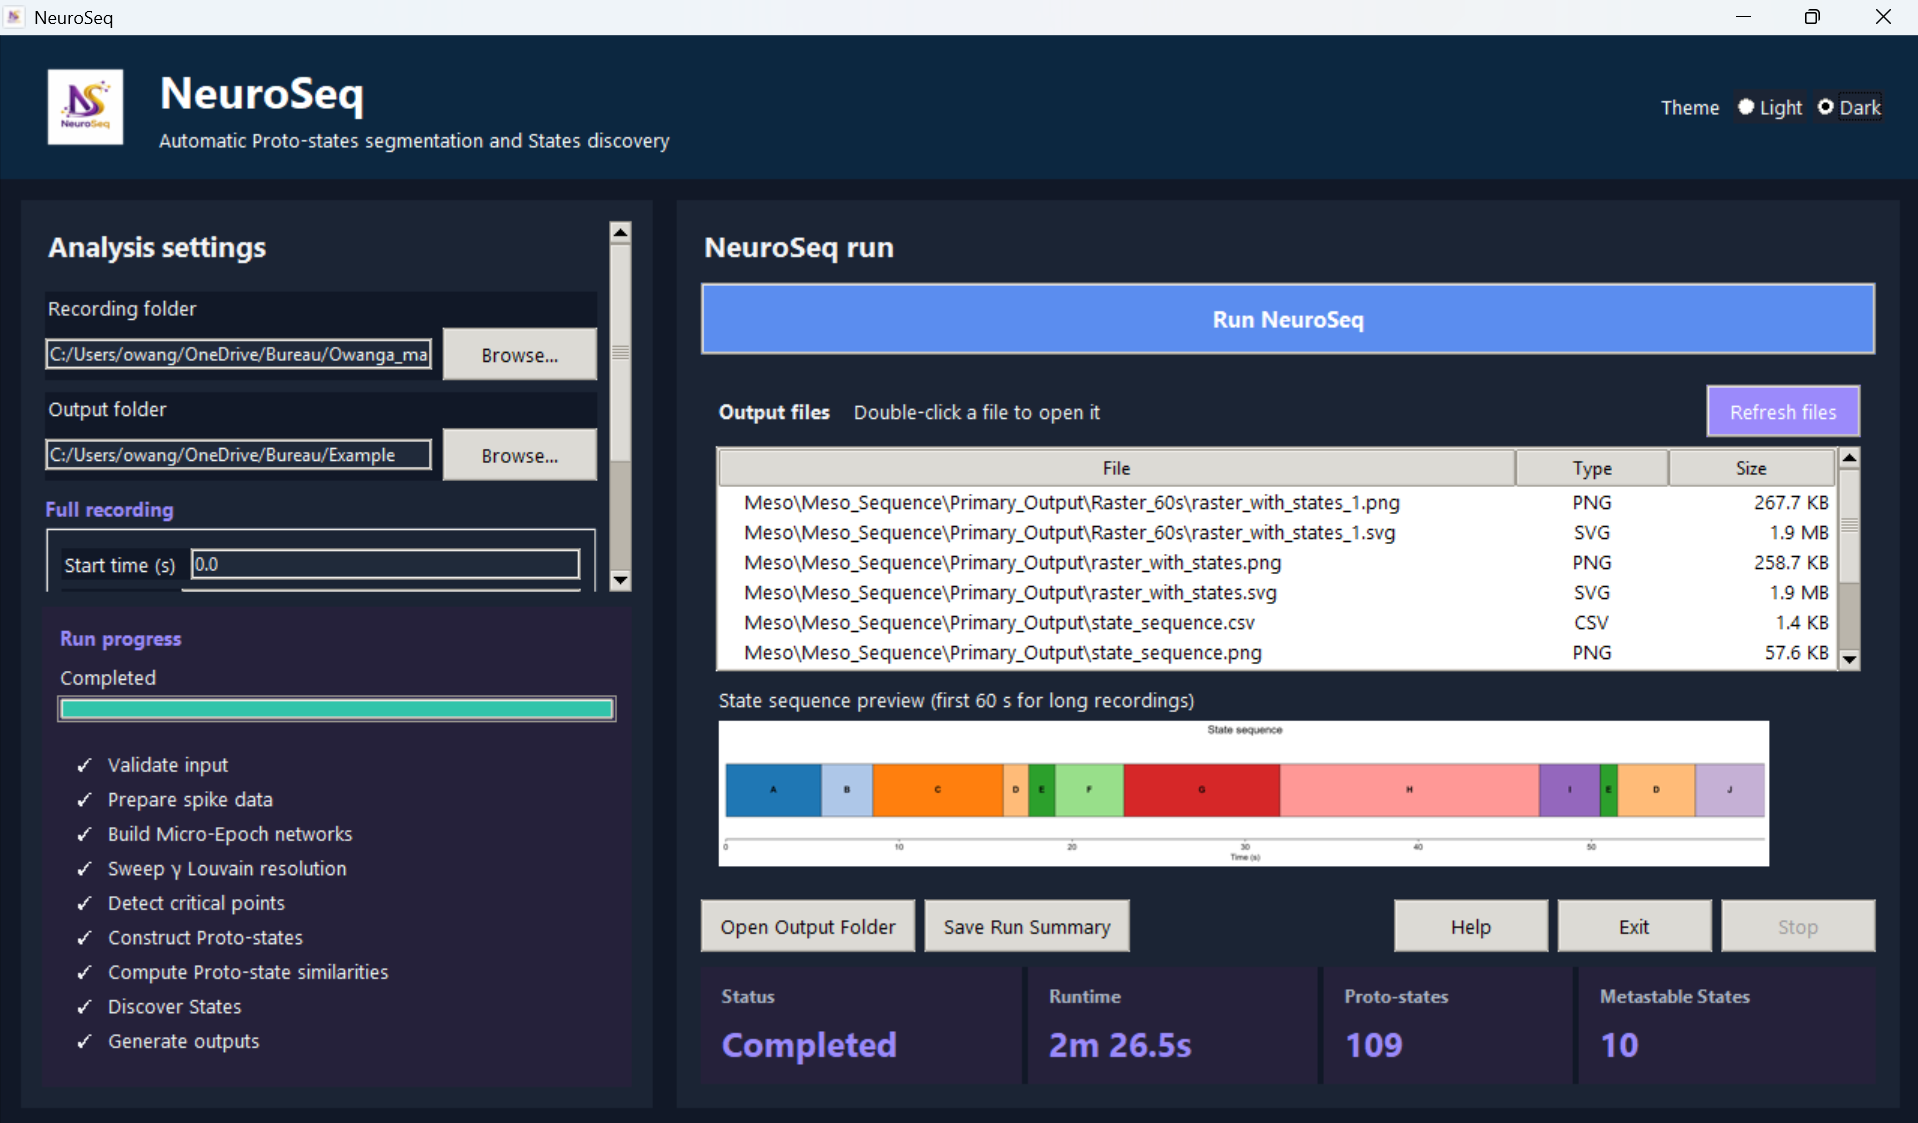 NeuroSeq
NS
NeuroSeq
NeuroSeq
Automatic Proto-states segmentation and States discovery
Theme Light Dark
Analysis settings
Recording folder
C:/Users/owang/OneDrive/Bureau/Owanga_ma Browse...
Output folder
C:/Users/owang/OneDrive/Bureau/Example Browse...
Full recording
Start time (s) 0.0
Run progress
Completed
✓ Validate input
✓ Prepare spike data
✓ Build Micro-Epoch networks
✓ Sweep γ Louvain resolution
✓ Detect critical points
✓ Construct Proto-states
✓ Compute Proto-state similarities
✓ Discover States
✓ Generate outputs
NeuroSeq run
Run NeuroSeq
Output files Double-click a file to open it Refresh files
File Type Size
Meso\Meso_Sequence\Primary_Output\Raster_60s\raster_with_states_1.png PNG 267.7 KB
Meso\Meso_Sequence\Primary_Output\Raster_60s\raster_with_states_1.svg SVG 1.9 MB
Meso\Meso_Sequence\Primary_Output\raster_with_states.png PNG 258.7 KB
Meso\Meso_Sequence\Primary_Output\raster_with_states.svg SVG 1.9 MB
Meso\Meso_Sequence\Primary_Output\state_sequence.csv CSV 1.4 KB
Meso\Meso_Sequence\Primary_Output\state_sequence.png PNG 57.6 KB
State sequence preview (first 60 s for long recordings)
State sequence
A B C D E F G H I E D J
0 10 20 30 40 50
Time (s)
Open Output Folder Save Run Summary Help Exit Stop
Status Runtime Proto-states Metastable States
Completed 2m 26.5s 109 10